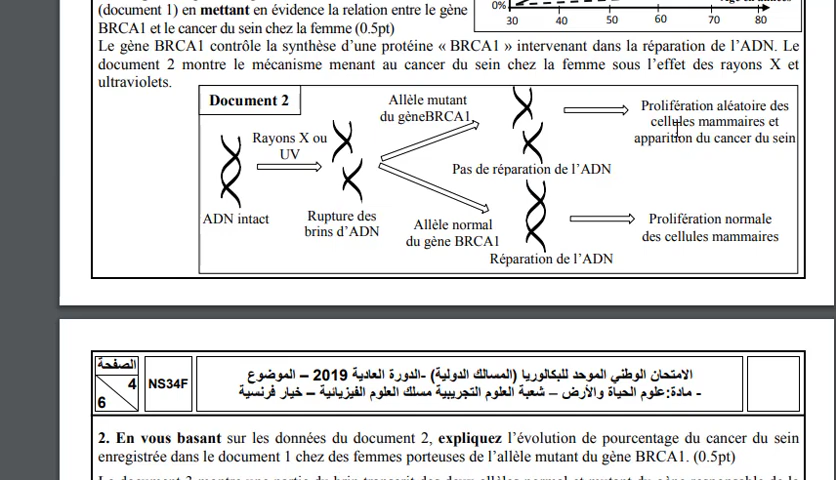 (document 1) en mettant en évidence la relation entre le gène
BRCA1 et le cancer du sein chez la femme (0.5pt)
0%
30 40 50 60 70 80
Le gène BRCA1 contrôle la synthèse d'une protéine « BRCA1 » intervenant dans la réparation de l'ADN. Le
document 2 montre le mécanisme menant au cancer du sein chez la femme sous l'effet des rayons X et
ultraviolets.
Document 2
ADN intact
Rayons X ou
UV
Rupture des
brins d'ADN
Allèle mutant
du gèneBRCA1
Pas de réparation de l'ADN
Prolifération aléatoire des
cellules mammaires et
apparition du cancer du sein
Allèle normal
du gène BRCA1
Réparation de l'ADN
Prolifération normale
des cellules mammaires
الصفحة
4
6
NS34F
الامتحان الوطني الموحد للبكالوريا (المسالك الدولية) -الدورة العادية 2019 – الموضوع
- مادة:علوم الحياة والأرض – شعبة العلوم التجريبية مسلك العلوم الفيزيائية – خيار فرنسية
2. En vous basant sur les données du document 2, expliquez l'évolution de pourcentage du cancer du sein
enregistrée dans le document 1 chez des femmes porteuses de l'allèle mutant du gène BRCA1. (0.5pt)